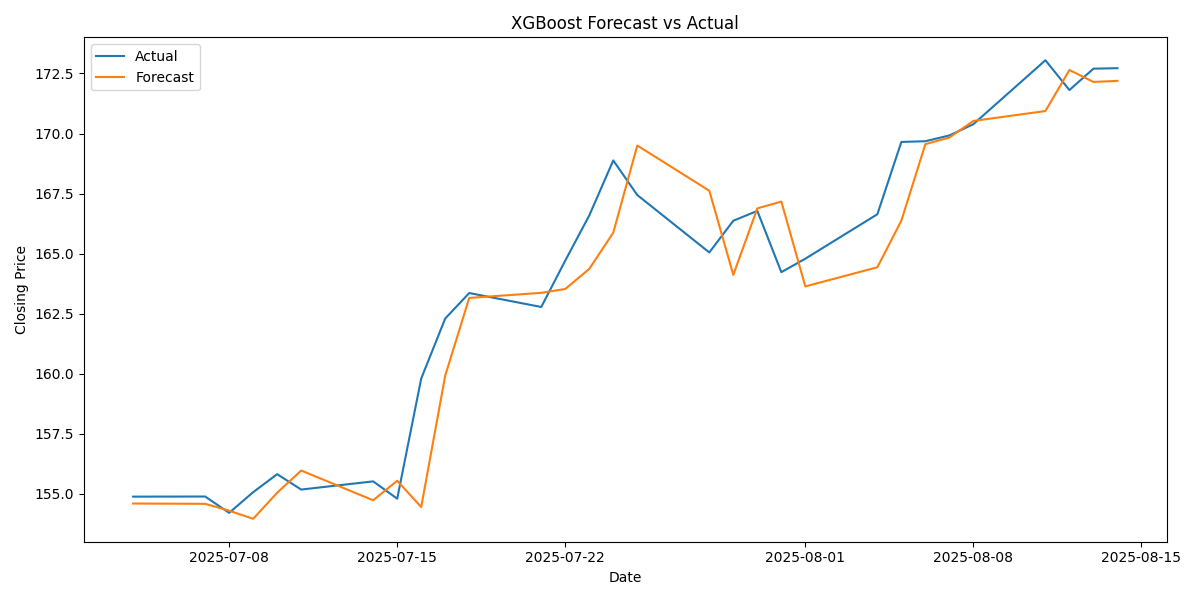 XGBoost Forecast vs Actual
Actual
Forecast
172.5
170.0
167.5
165.0
162.5
160.0
157.5
155.0
Closing Price
2025-07-08
2025-07-15
2025-07-22
2025-08-01
2025-08-08
2025-08-15
Date